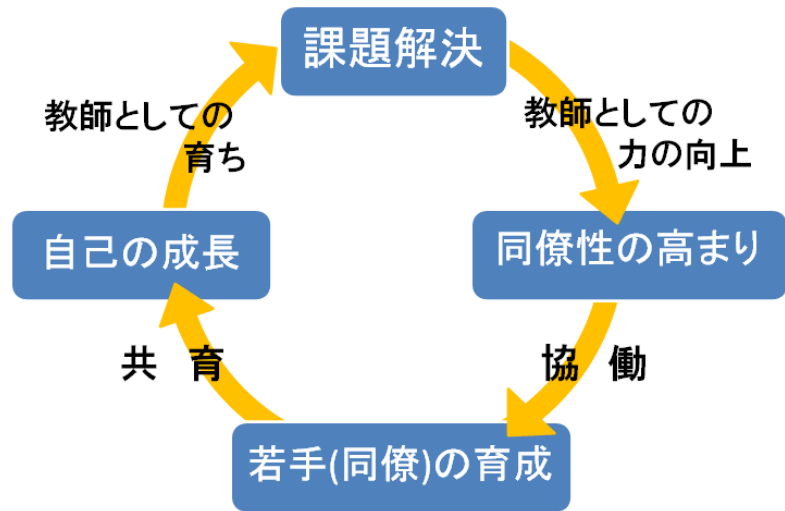 課題解決
教師としての
育ち
教師としての
力の向上
自己の成長
同僚性の高まり
共 育
協 働
若手(同僚)の育成